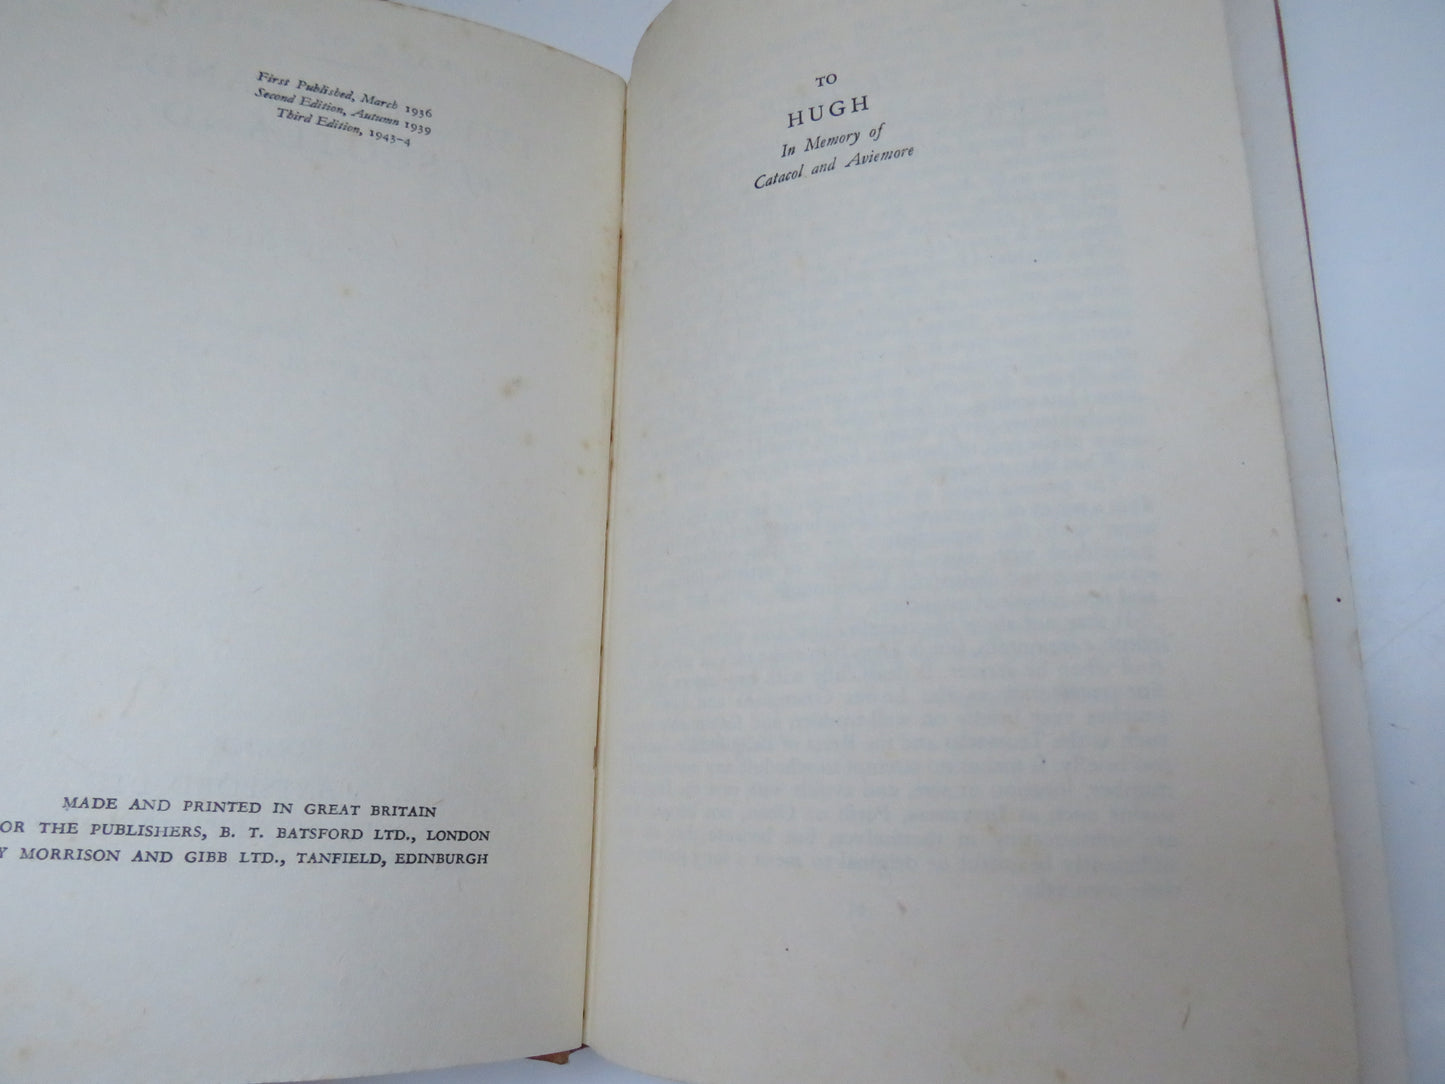 First Published, March 1936
Second Edition, Autumn 1939
Third Edition, 1943-4
MADE AND PRINTED IN GREAT BRITAIN
OR THE PUBLISHERS, B. T. BATSFORD LTD., LONDON
Y MORRISON AND GIBB LTD., TANFIELD, EDINBURGH
TO
HUGH
In Memory of
Catacol and Aviemore